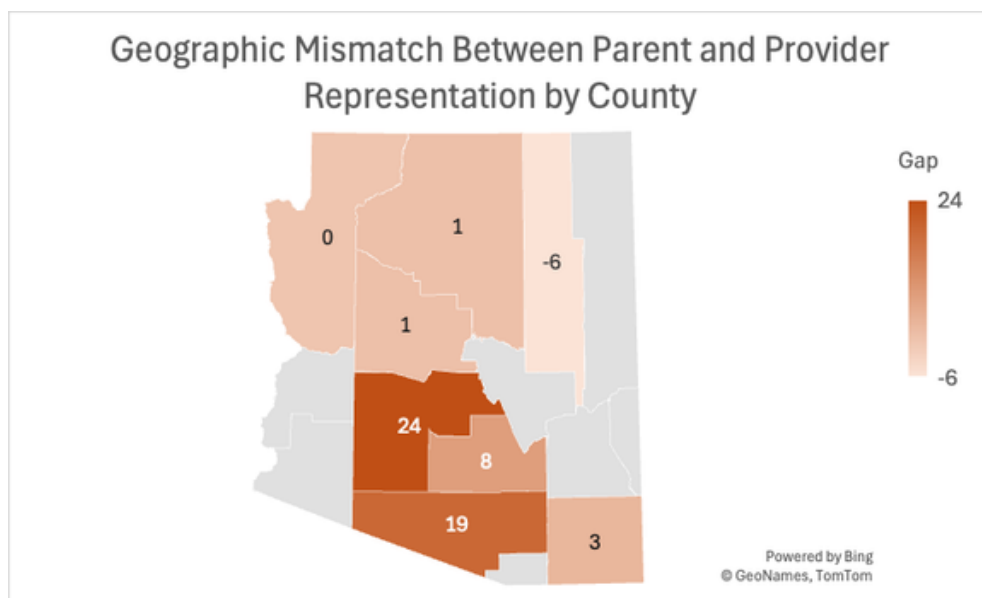 Geographic Mismatch Between Parent and Provider
Representation by County
Gap
24
-6
0
1
-6
1
24
8
19
3
Powered by Bing
© GeoNames, TomTom